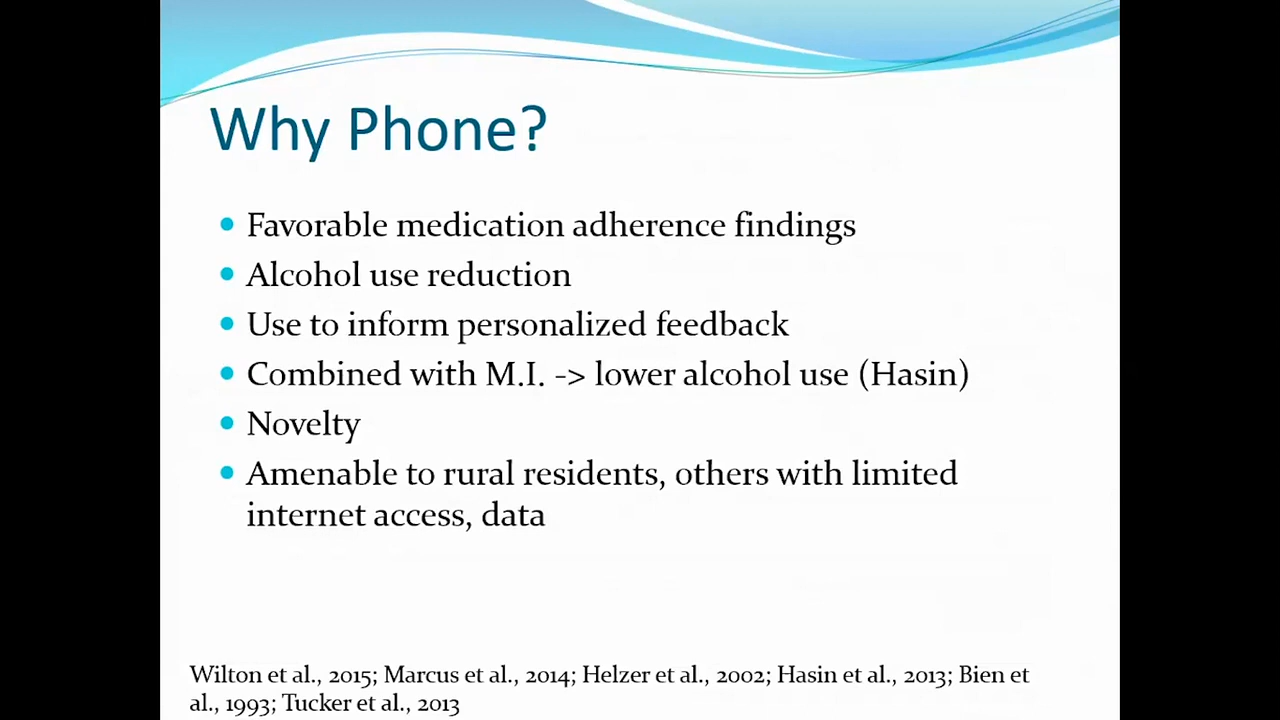 Why Phone?
Favorable medication adherence findings
Alcohol use reduction
Use to inform personalized feedback
Combined with M.I. -> lower alcohol use (Hasin)
Novelty
Amenable to rural residents, others with limited
internet access, data
Wilton et al., 2015; Marcus et al., 2014; Helzer et al., 2002; Hasin et al., 2013; Bien et
al., 1993; Tucker et al., 2013